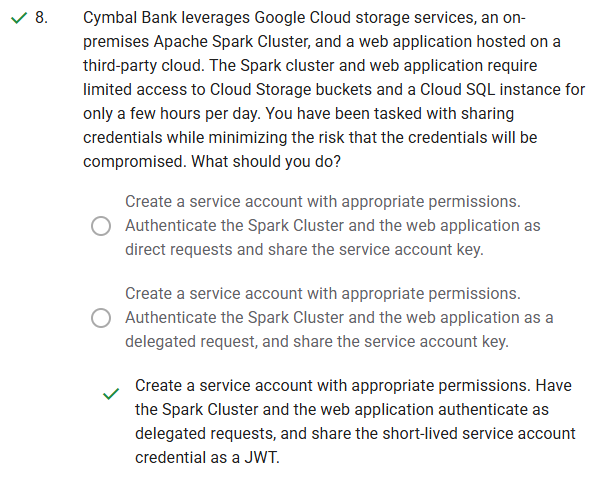 8. Cymbal Bank leverages Google Cloud storage services, an on-
premises Apache Spark Cluster, and a web application hosted on a
third-party cloud. The Spark cluster and web application require
limited access to Cloud Storage buckets and a Cloud SQL instance for
only a few hours per day. You have been tasked with sharing
credentials while minimizing the risk that the credentials will be
compromised. What should you do?
Create a service account with appropriate permissions.
Authenticate the Spark Cluster and the web application as
direct requests and share the service account key.
Create a service account with appropriate permissions.
Authenticate the Spark Cluster and the web application as a
delegated request, and share the service account key.
Create a service account with appropriate permissions. Have
the Spark Cluster and the web application authenticate as
delegated requests, and share the short-lived service account
credential as a JWT.